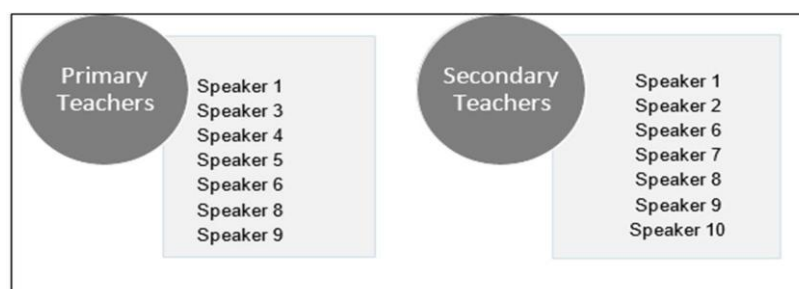 Primary
Teachers
Speaker 1
Speaker 3
Speaker 4
Speaker 5
Speaker 6
Speaker 8
Speaker 9
Secondary
Teachers
Speaker 1
Speaker 2
Speaker 6
Speaker 7
Speaker 8
Speaker 9
Speaker 10